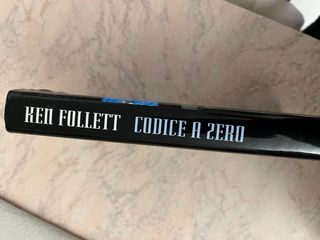 KEN FOLLETT CODICE A ZERO